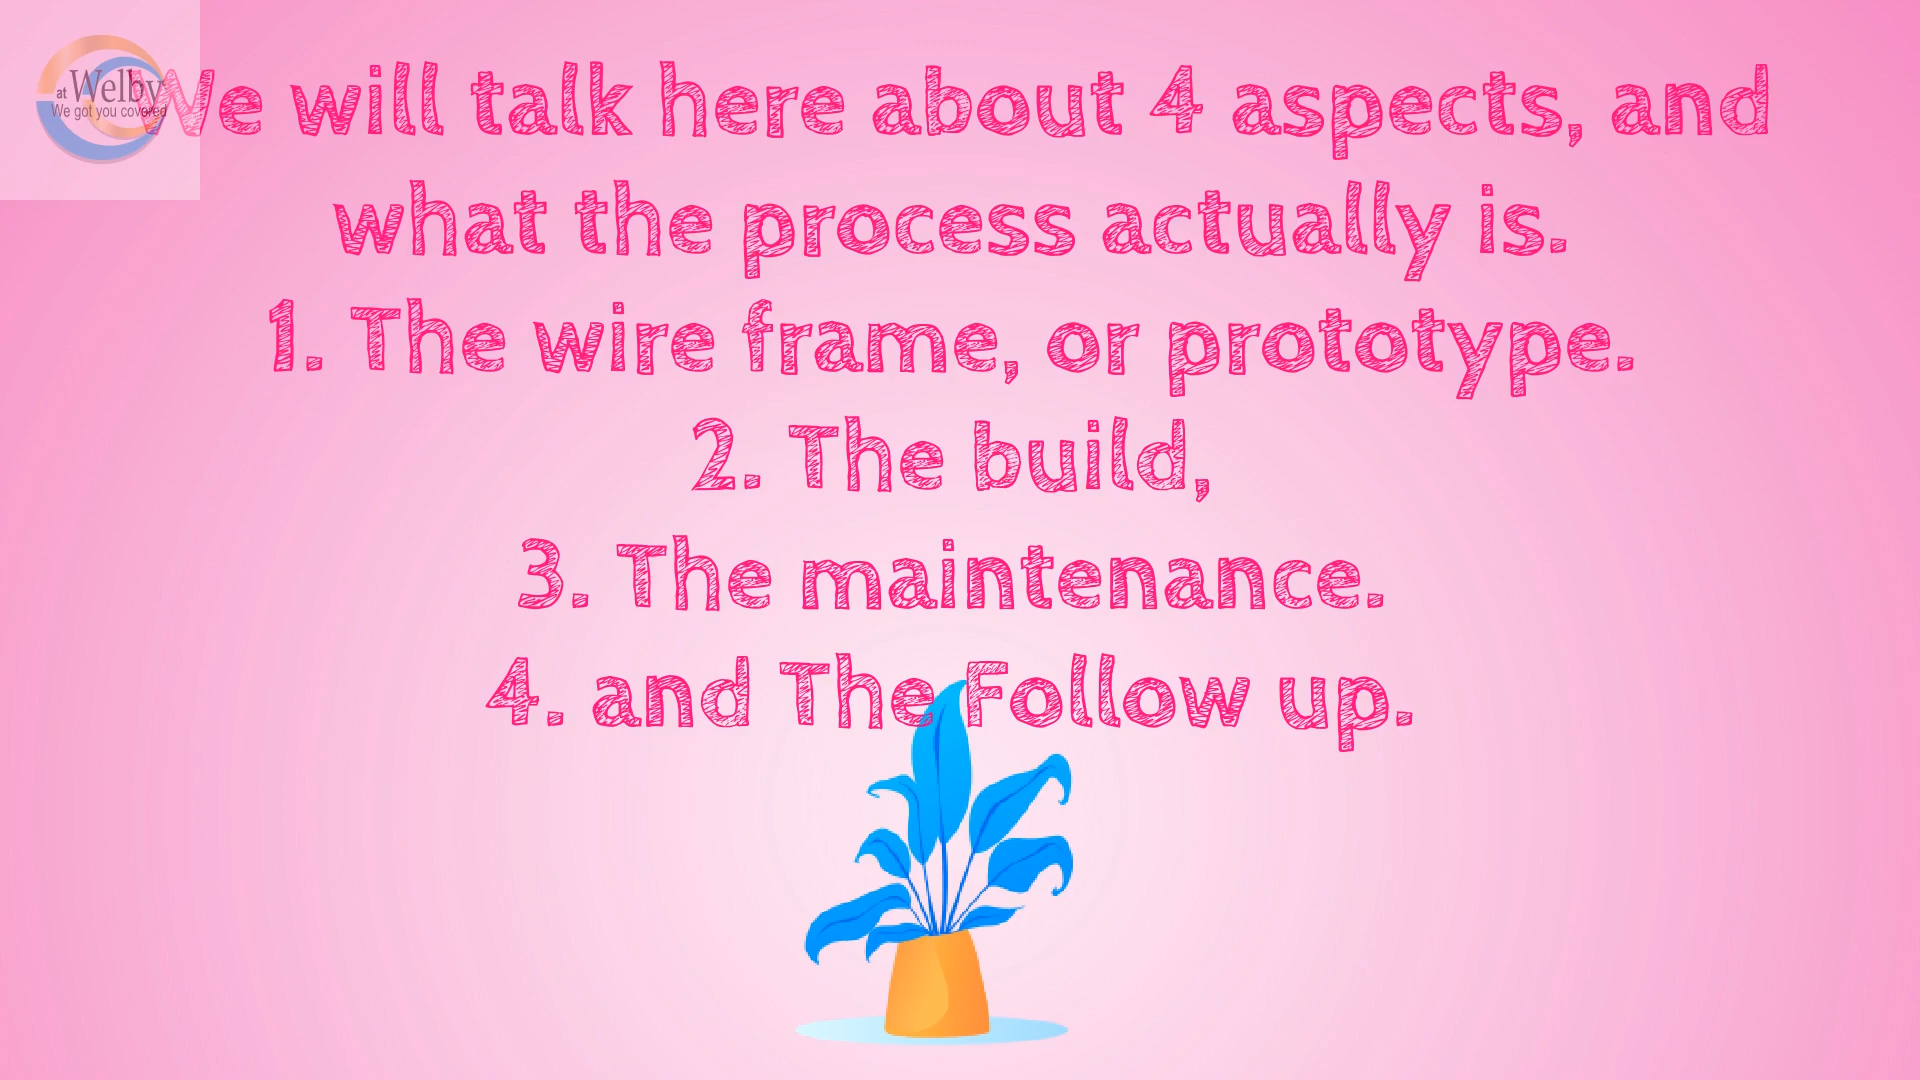 at Welby
We got you covered
We will talk here about 4 aspects, and
what the process actually is.
1. The wire frame, or prototype.
2. The build,
3. The maintenance.
4. and The Follow up.